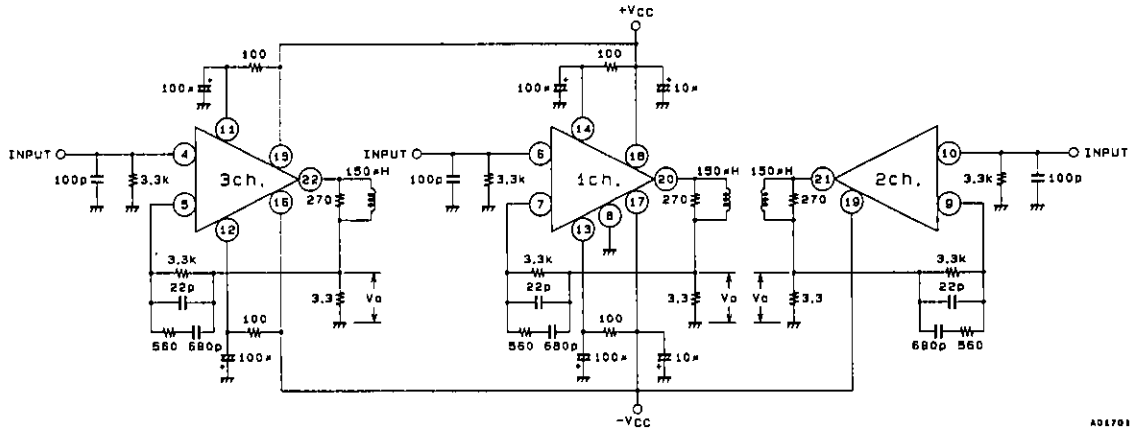 +VCC
100
100
100μ
+
100μ
+
10μ
+
11
14
INPUT
4
INPUT
6
18
10
INPUT
100p
3.3k
3ch.
22
150μH
100p
3.3k
1ch.
20
150μH
150μH
21
2ch.
3.3k
100p
5
16
270
7
8
17
270
270
19
9
12
13
3.3k
3.3k
3.3k
22p
3.3
Vo
22p
3.3
Vo
Vo
3.3
22p
560
680p
100
560
680p
100
680p
560
100μ
+
100μ
+
10μ
+
-VCC
A01701